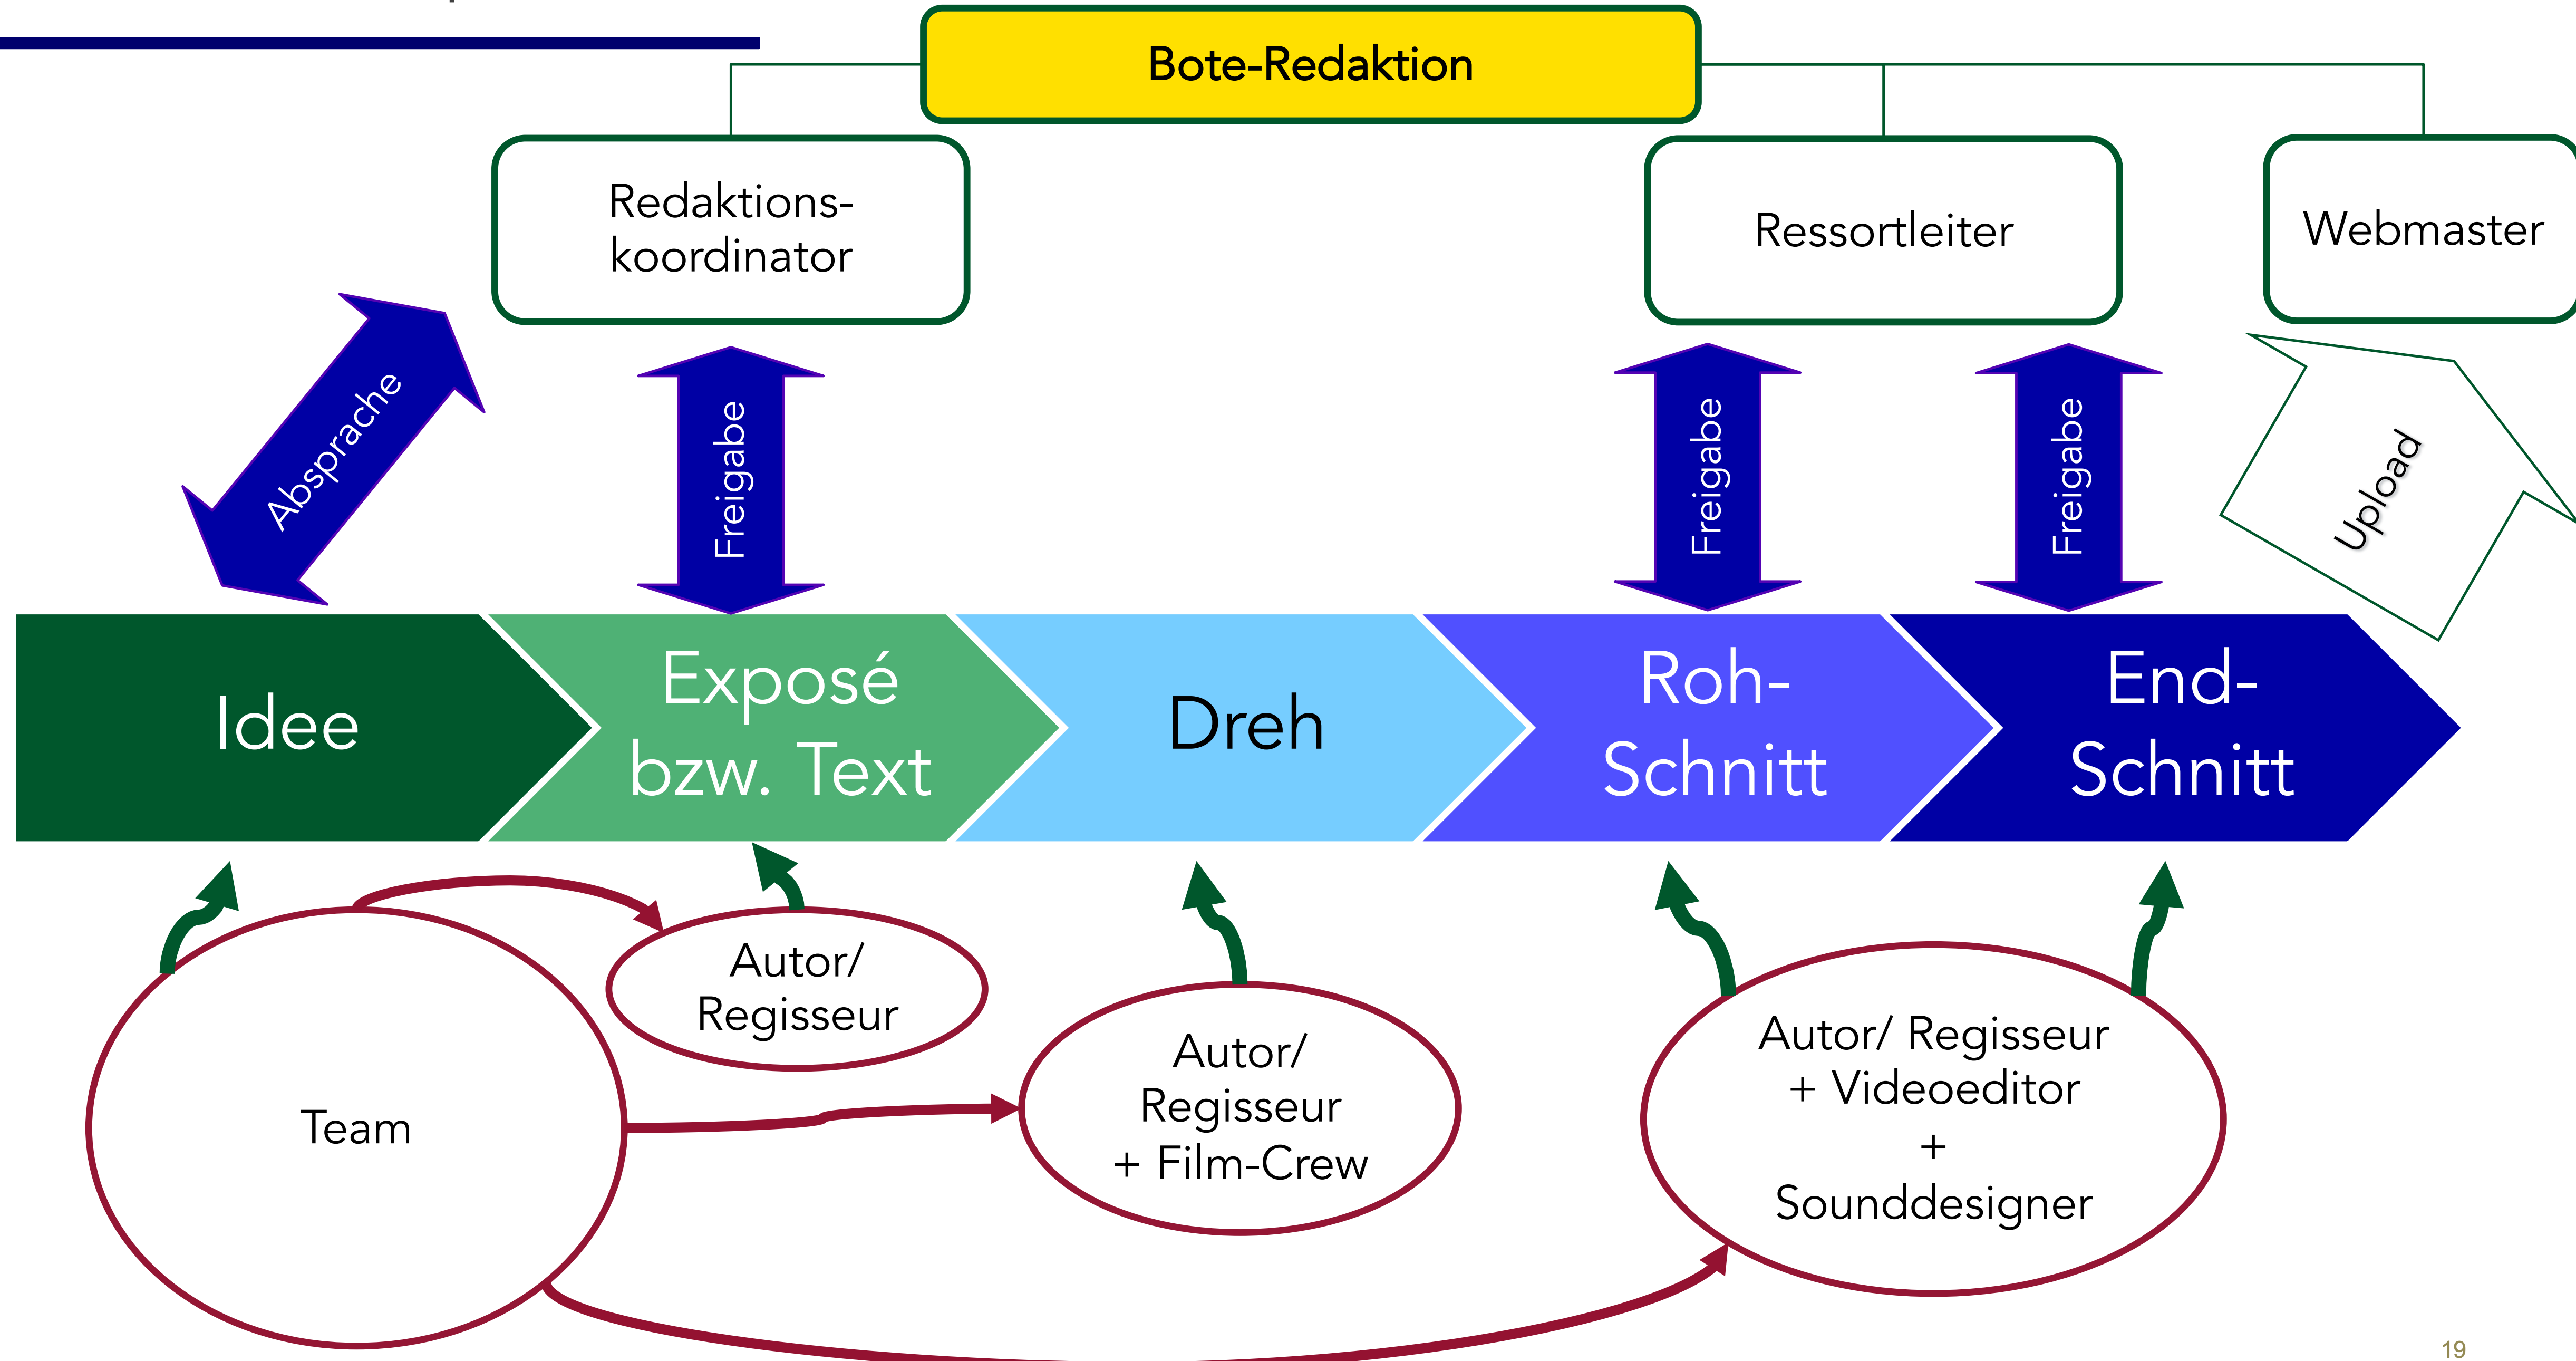 Bote-Redaktion
Redaktions-
koordinator
Ressortleiter
Webmaster
Absprache
Freigabe
Freigabe
Freigabe
Upload
Idee
Exposé
bzw. Text
Dreh
Roh-
Schnitt
End-
Schnitt
Team
Autor/
Regisseur
Autor/
Regisseur
+ Film-Crew
Autor/ Regisseur
+ Videoeditor
+
Sounddesigner
19